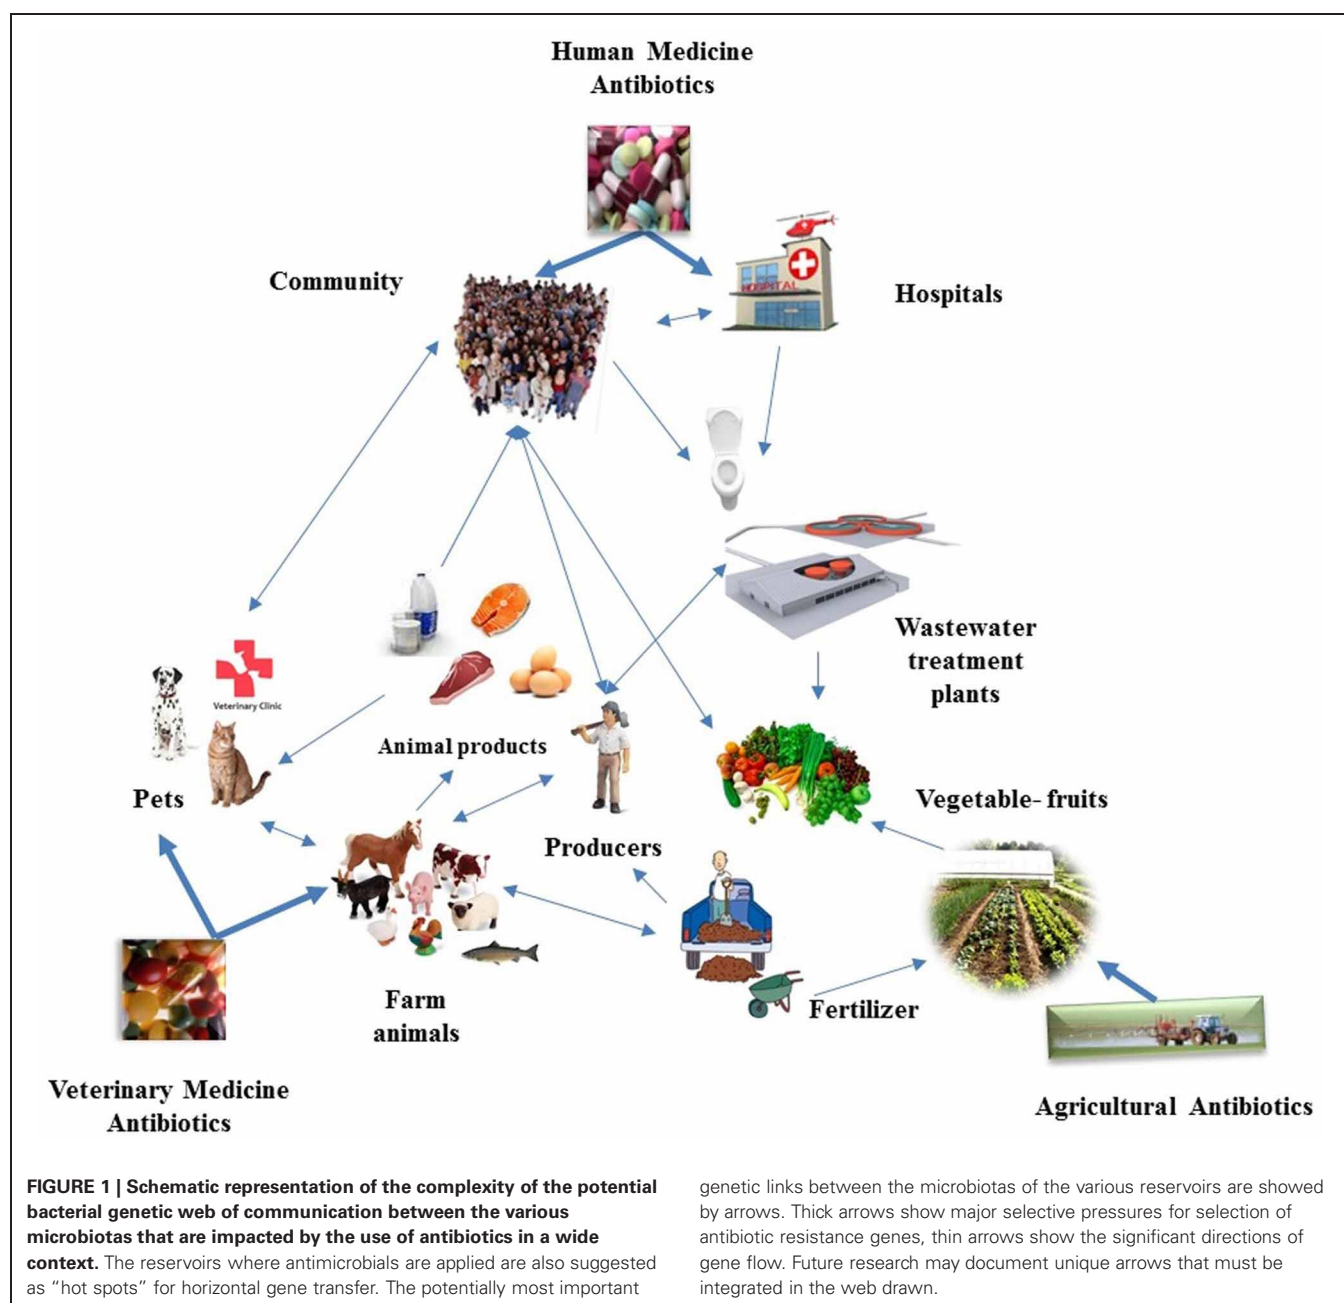 Human Medicine
Antibiotics
Community
Hospitals
HOSPITAL
Wastewater
treatment
plants
Veterinary Clinic
Animal products
Pets
Vegetable- fruits
Producers
Farm
animals
Fertilizer
Veterinary Medicine
Antibiotics
Agricultural Antibiotics
FIGURE 1 | Schematic representation of the complexity of the potential
bacterial genetic web of communication between the various
microbiotas that are impacted by the use of antibiotics in a wide
context. The reservoirs where antimicrobials are applied are also suggested
as “hot spots” for horizontal gene transfer. The potentially most important
genetic links between the microbiotas of the various reservoirs are showed
by arrows. Thick arrows show major selective pressures for selection of
antibiotic resistance genes, thin arrows show the significant directions of
gene flow. Future research may document unique arrows that must be
integrated in the web drawn.